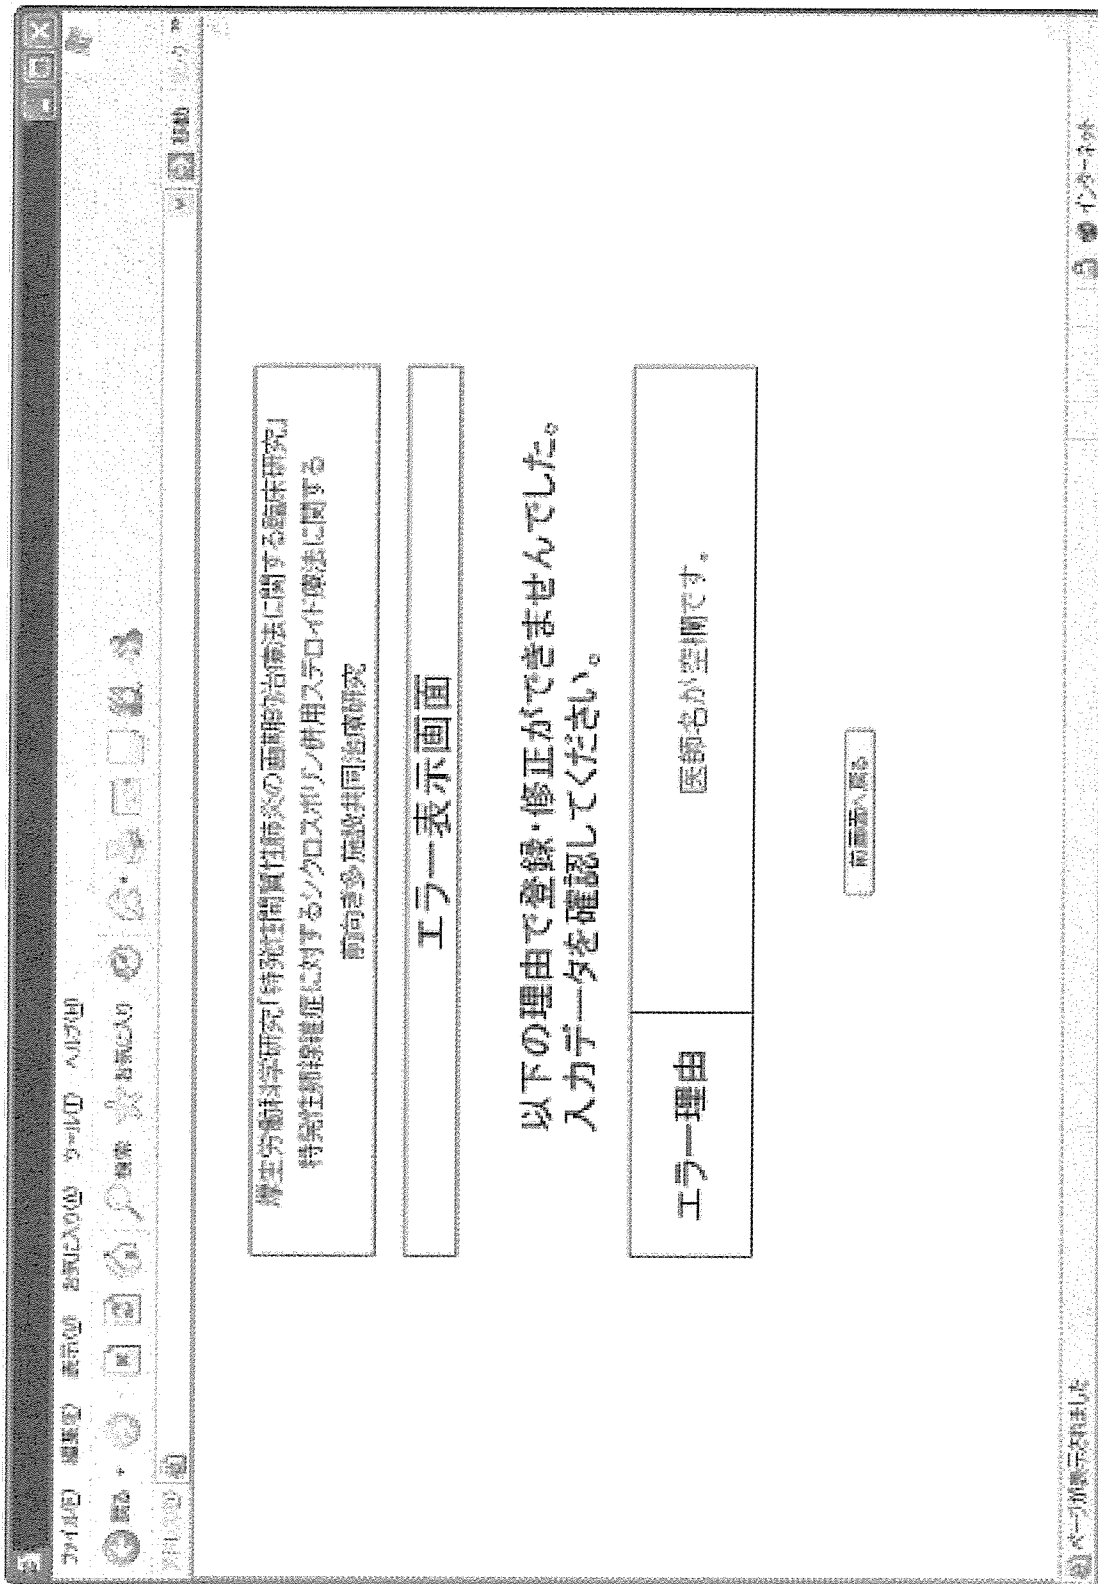 ファイル(F) 編集(E) 表示(V) お気に入り(A) ツール(T) ヘルプ(H)
戻る 検索 お気に入り
アドレス(D) 移動 リンク »
厚生労働科学研究「特発性間質性肺炎の画期的治療法に関する臨床研究」
特発性肺線維症に対するシクロスポリン併用ステロイド療法に関する
前向き多施設共同治療研究
エラー表示画面
以下の理由で登録・修正ができませんでした。
入力データを確認してください。
エラー理由 医師名が空欄です。
前画面へ戻る
ページが表示されました インターネット